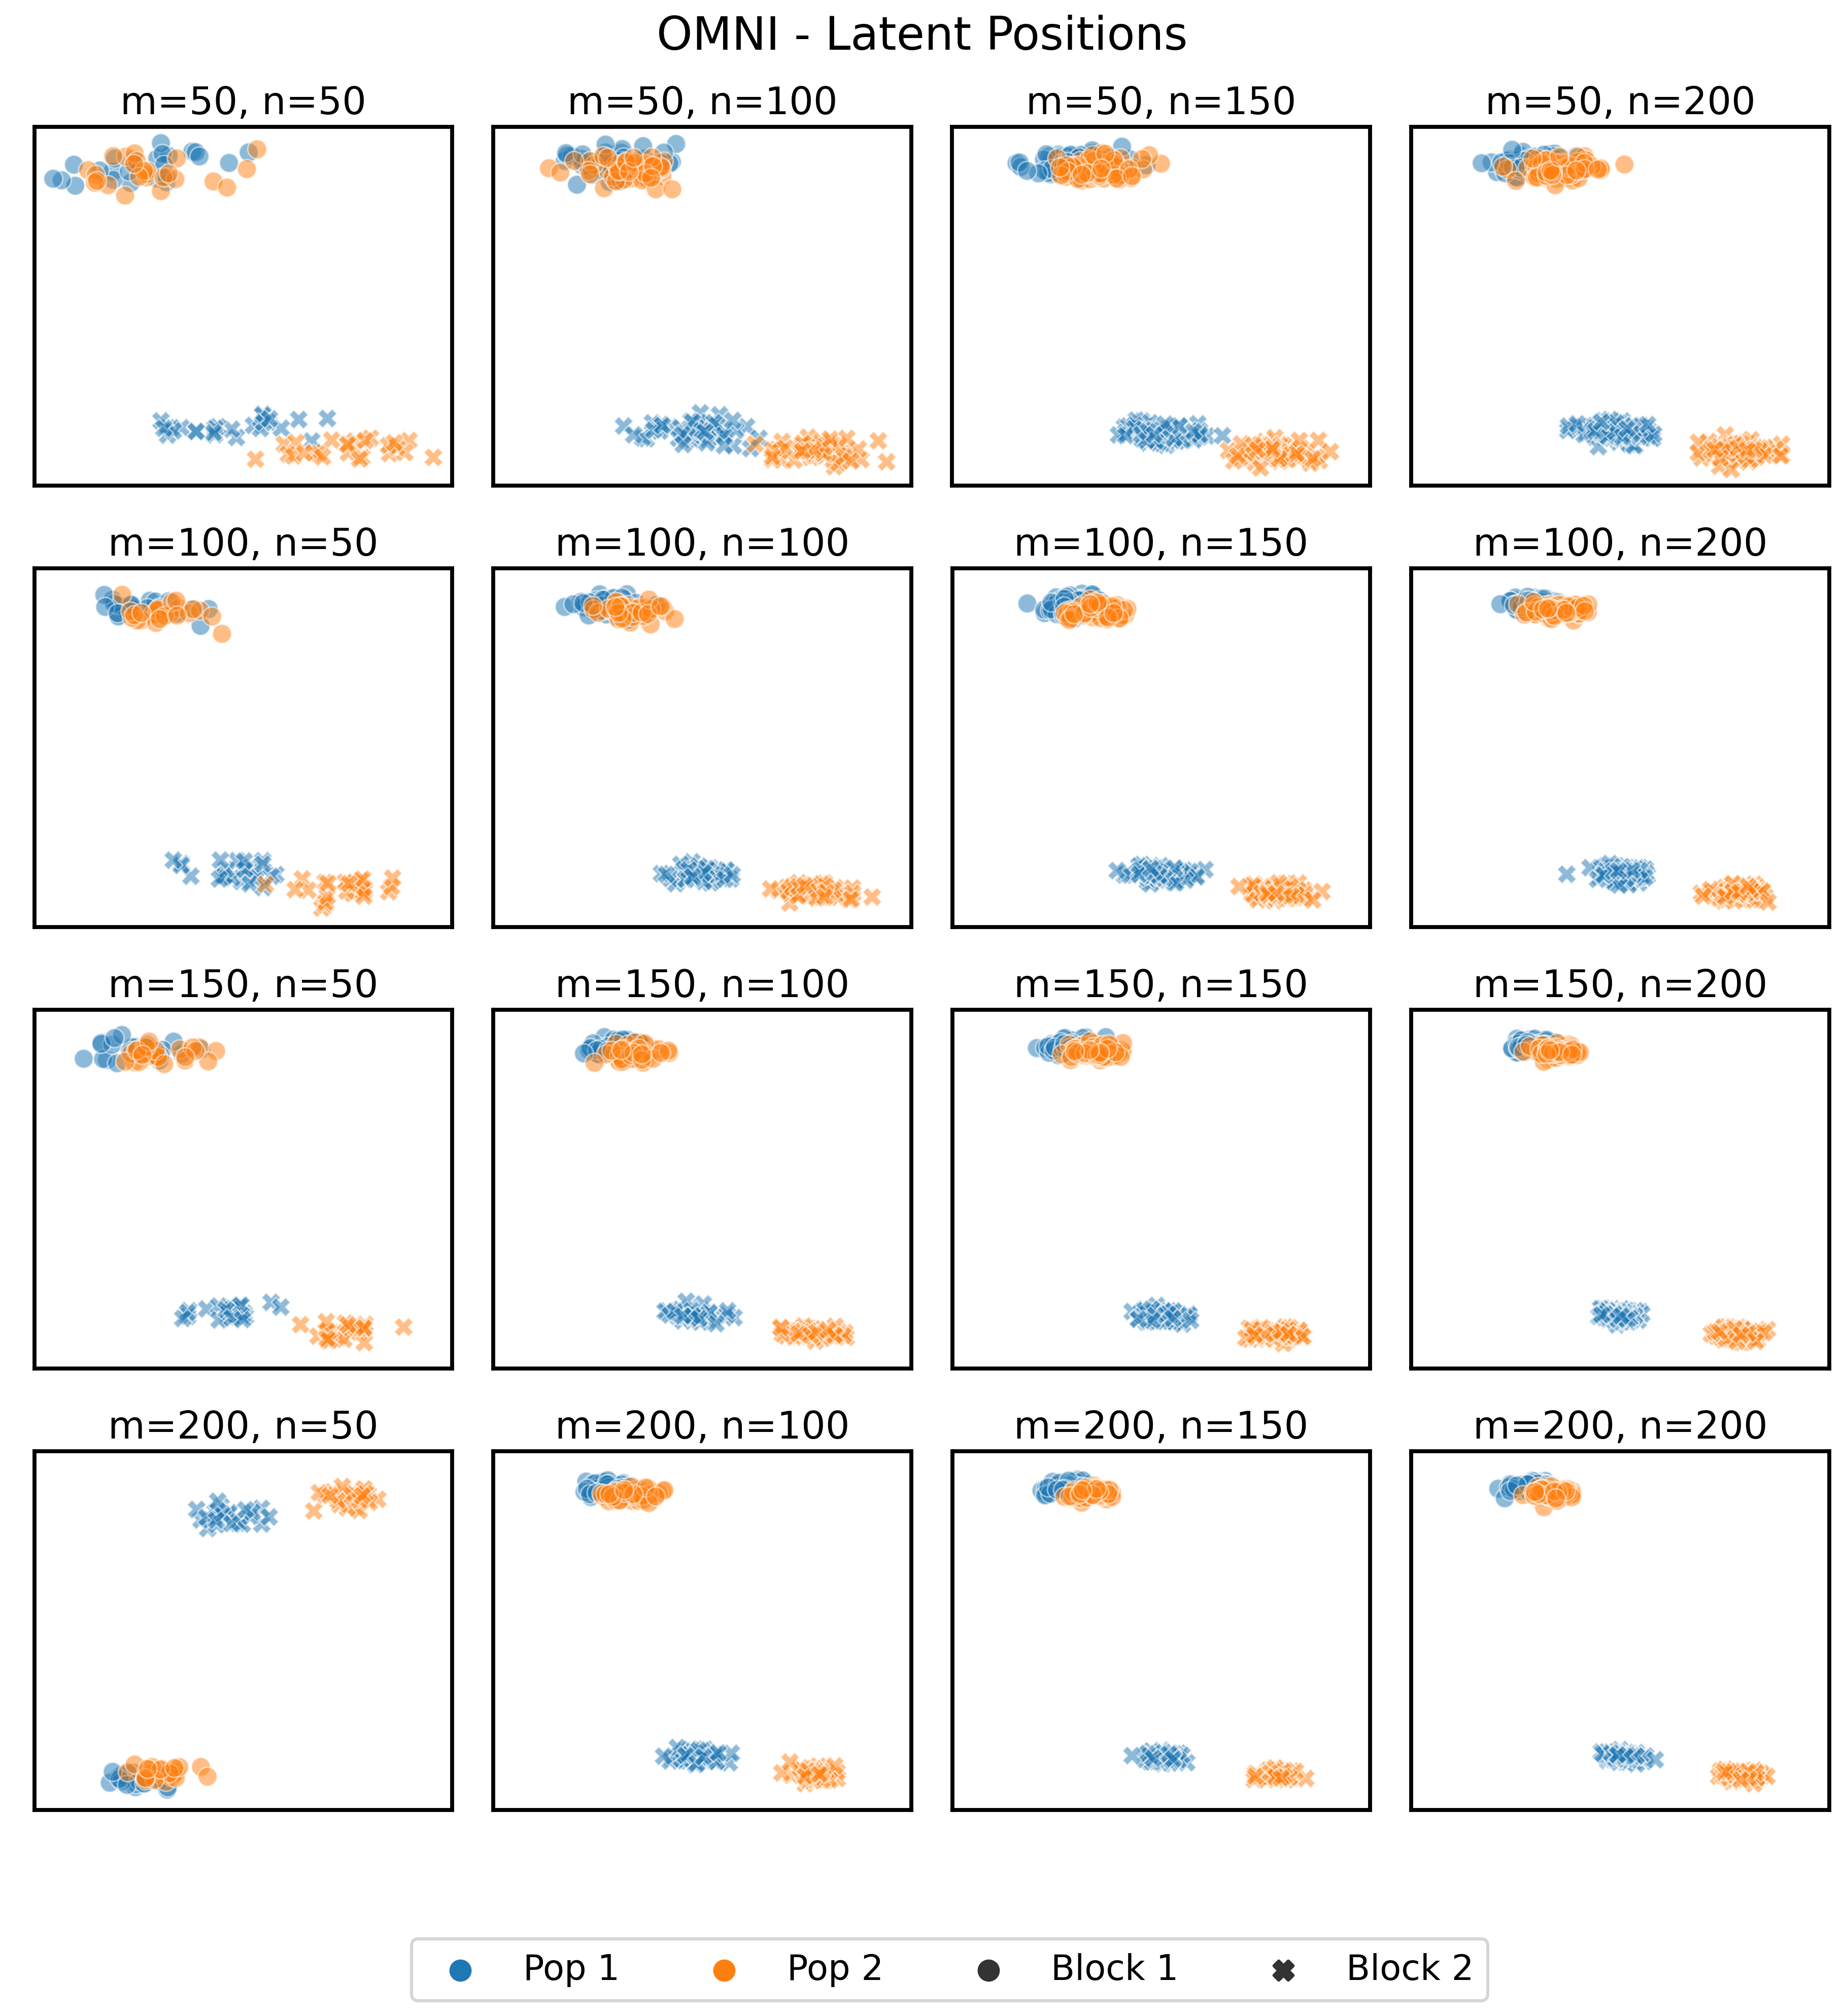 OMNI - Latent Positions
m=50, n=50
m=50, n=100
m=50, n=150
m=50, n=200
m=100, n=50
m=100, n=100
m=100, n=150
m=100, n=200
m=150, n=50
m=150, n=100
m=150, n=150
m=150, n=200
m=200, n=50
m=200, n=100
m=200, n=150
m=200, n=200
Pop 1
Pop 2
Block 1
Block 2